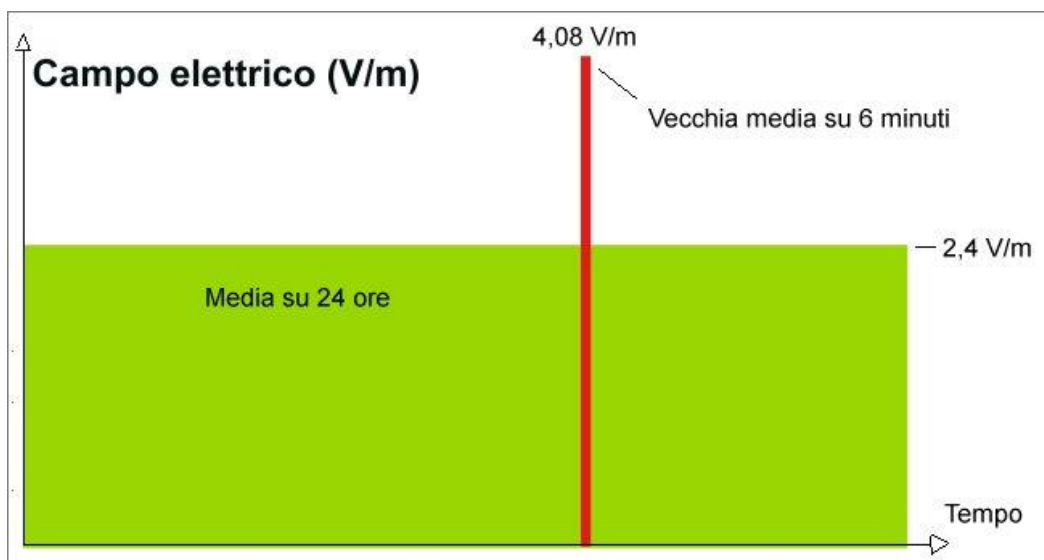 4,08 V/m
Campo elettrico (V/m)
Vecchia media su 6 minuti
2,4 V/m
Media su 24 ore
Tempo